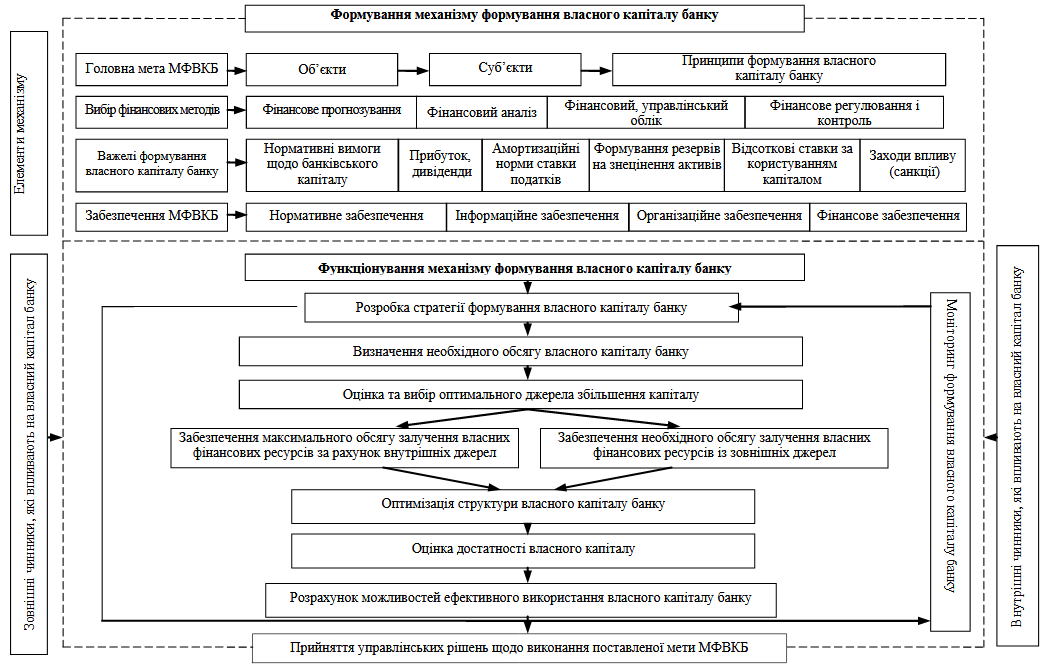 Формування механізму формування власного капіталу банку
Елементи механізму
Головна мета МФВКБ
Об’єкти
Суб’єкти
Принципи формування власного
капіталу банку
Вибір фінансових методів
Фінансове прогнозування
Фінансовий аналіз
Фінансовий, управлінський
облік
Фінансове регулювання і
контроль
Важелі формування
власного капіталу банку
Нормативні вимоги
щодо банківського
капіталу
Прибуток,
дивіденди
Амортизаційні
норми ставки
податків
Формування резервів
на знецінення активів
Відсоткові ставки за
користуванням
капіталом
Заходи впливу
(санкції)
Забезпечення МФВКБ
Нормативне забезпечення
Інформаційне забезпечення
Організаційне забезпечення
Фінансове забезпечення
Зовнішні чинники, які впливають на власний капітал банку
Функціонування механізму формування власного капіталу банку
Розробка стратегії формування власного капіталу банку
Визначення необхідного обсягу власного капіталу банку
Оцінка та вибір оптимального джерела збільшення капіталу
Забезпечення максимального обсягу залучення власних
фінансових ресурсів за рахунок внутрішніх джерел
Забезпечення необхідного обсягу залучення власних
фінансових ресурсів із зовнішніх джерел
Оптимізація структури власного капіталу банку
Оцінка достатності власного капіталу
Розрахунок можливостей ефективного використання власного капіталу банку
Прийняття управлінських рішень щодо виконання поставленої мети МФВКБ
Моніторинг формування власного капіталу банку
Внутрішні чинники, які впливають на власний капітал банку